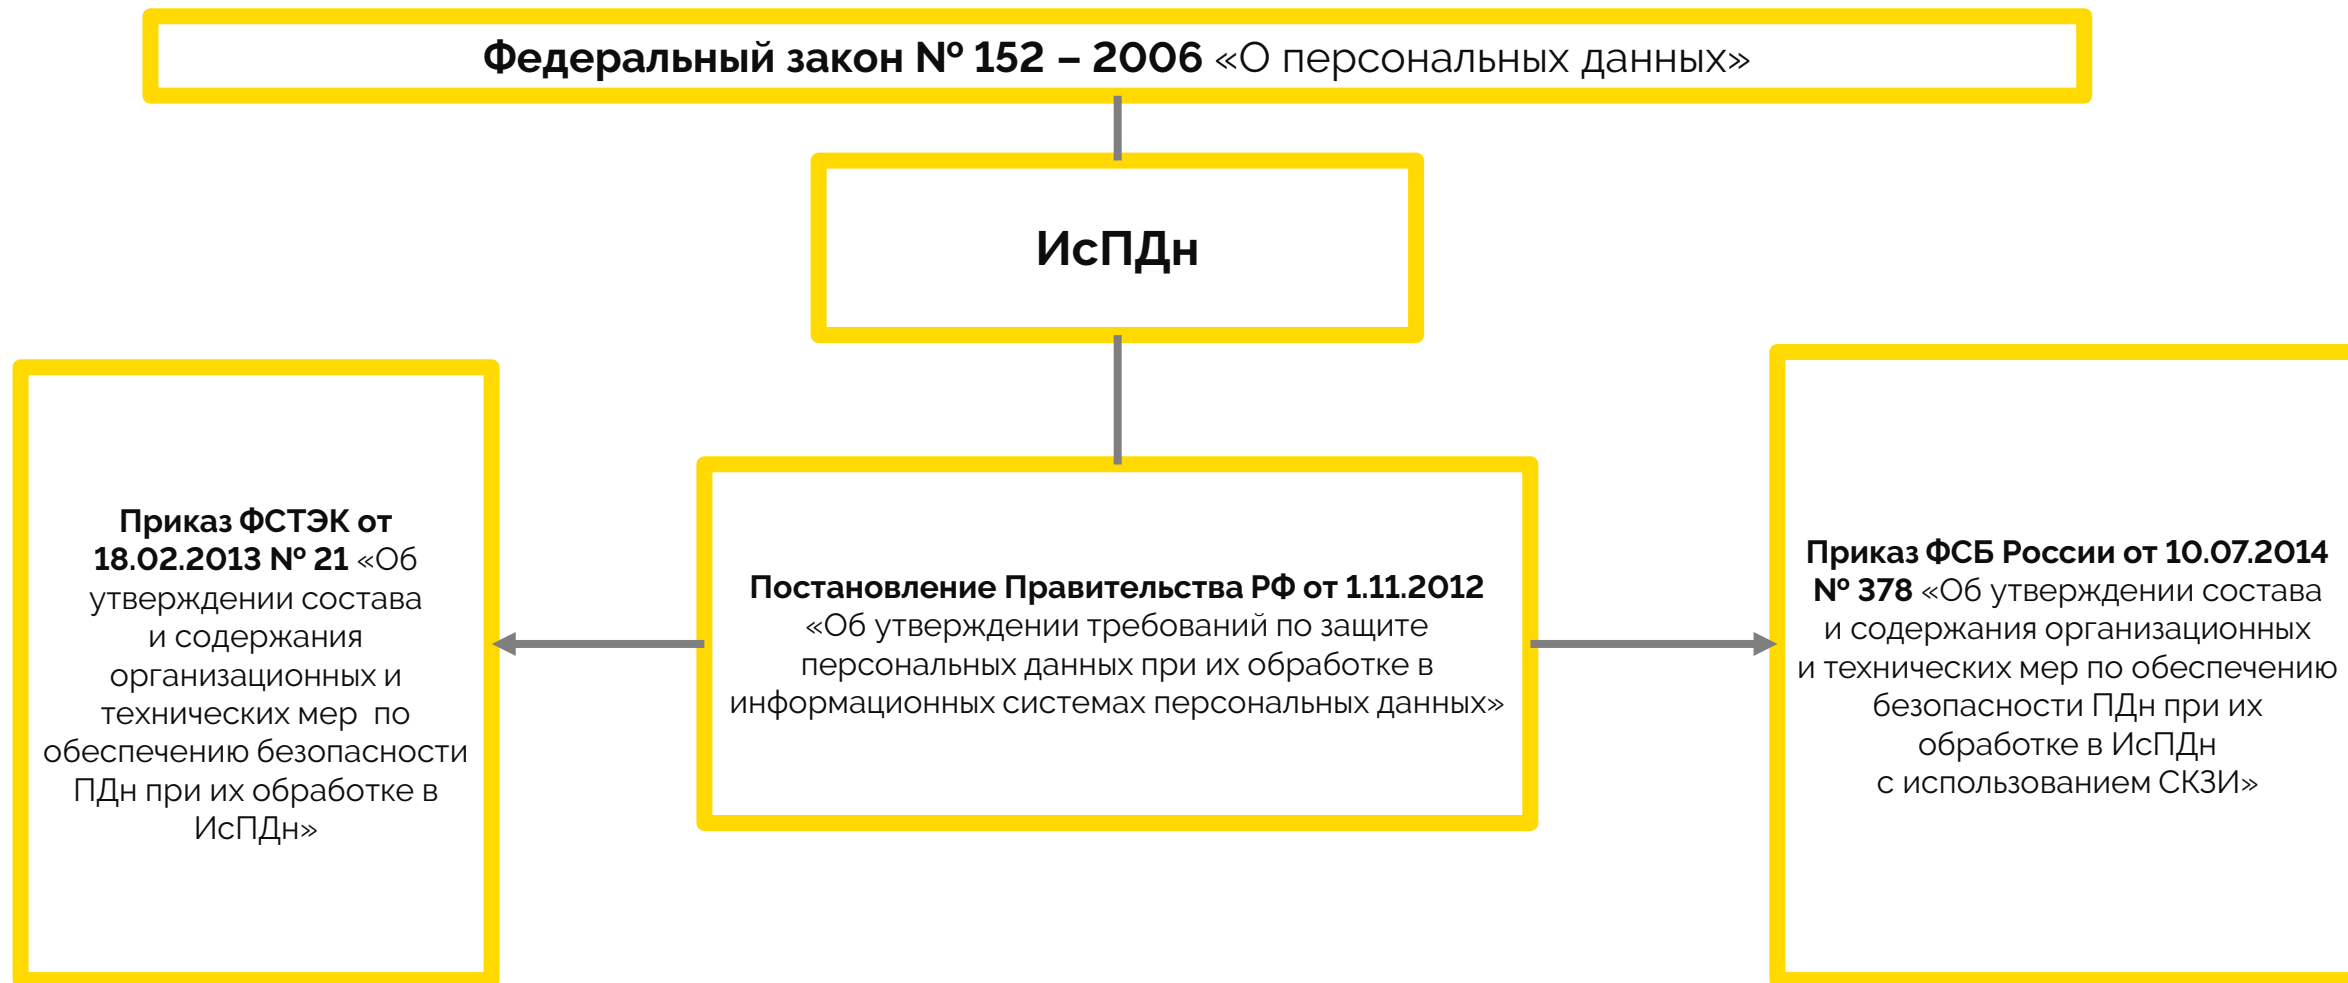 Федеральный закон № 152 – 2006 «О персональных данных»
ИсПДн
Приказ ФСТЭК от
18.02.2013 № 21 «Об
утверждении состава
и содержания
организационных и
технических мер  по
обеспечению безопасности
ПДн при их обработке в
ИсПДн»
Постановление Правительства РФ от 1.11.2012
«Об утверждении требований по защите
персональных данных при их обработке в
информационных системах персональных данных»
Приказ ФСБ России от 10.07.2014
№ 378 «Об утверждении состава
и содержания организационных
и технических мер по обеспечению
безопасности ПДн при их
обработке в ИсПДн
с использованием СКЗИ»